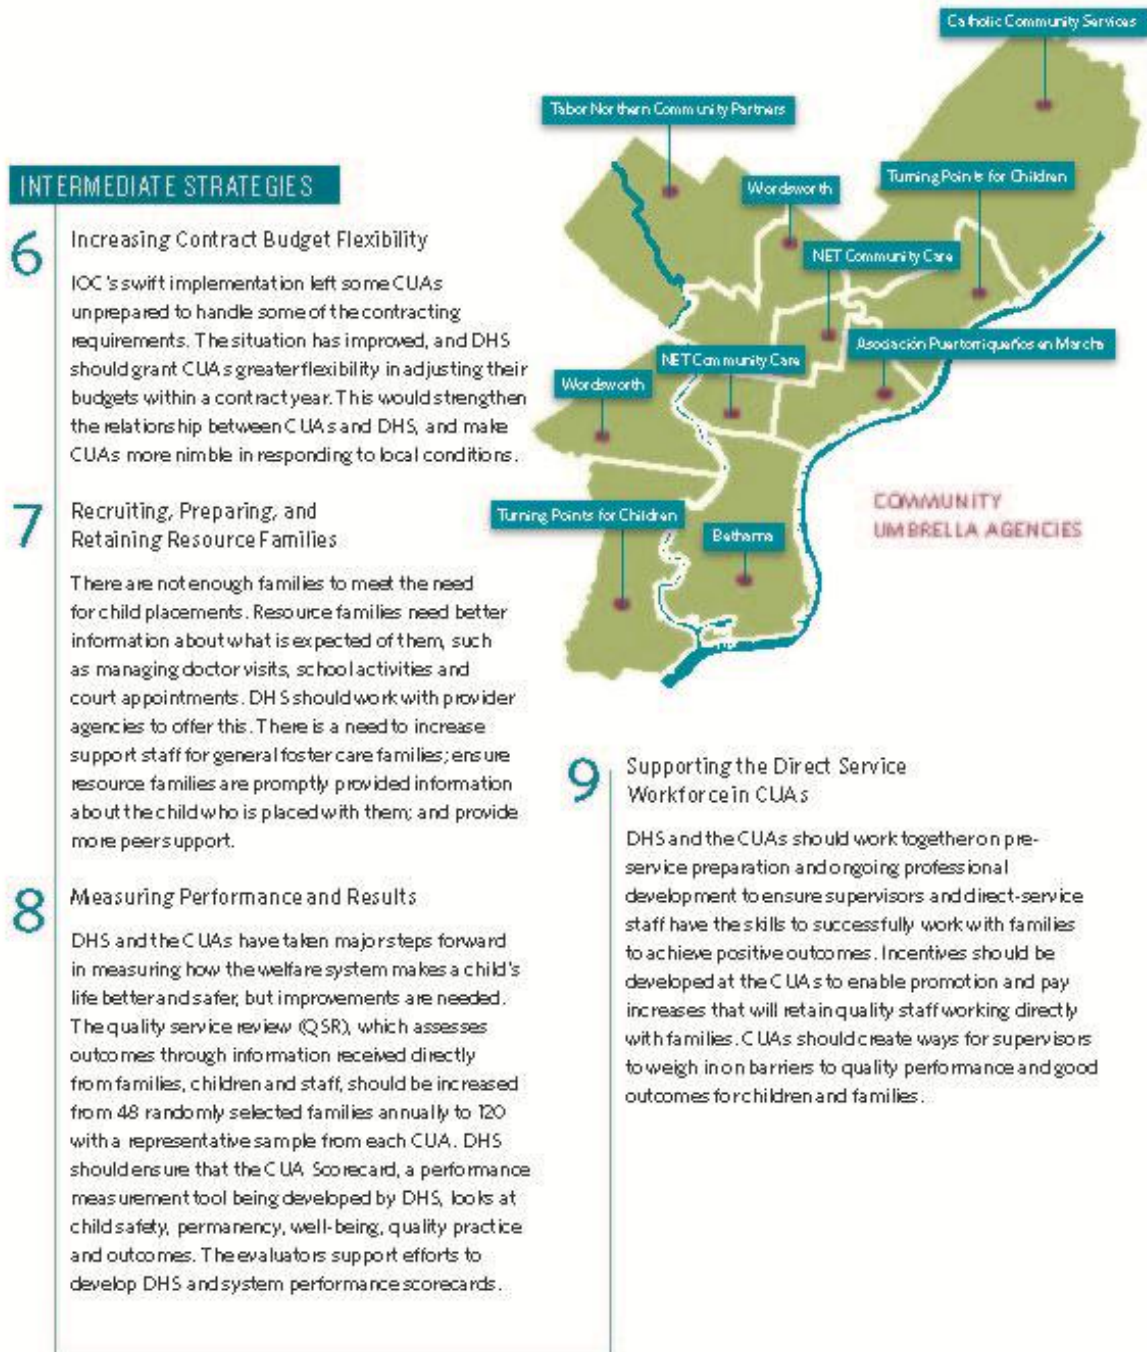 Catholic Community Services
Tabor Northern Community Partners
Wordsworth
Turning Points for Children
NET Community Care
Asociación Puertorriqueños en Marcha
NET Community Care
Wordsworth
Turning Points for Children
Bethanna
COMMUNITY
UMBRELLA AGENCIES
INTERMEDIATE STRATEGIES
6
Increasing Contract Budget Flexibility
IOC's swift implementation left some CUAs
unprepared to handle some of the contracting
requirements. The situation has improved, and DHS
should grant CUAs greater flexibility in adjusting their
budgets within a contract year. This would strengthen
the relationship between CUAs and DHS, and make
CUAs more nimble in responding to local conditions.
7
Recruiting, Preparing, and
Retaining Resource Families
There are not enough families to meet the need
for child placements. Resource families need better
information about what is expected of them, such
as managing doctor visits, school activities and
court appointments. DHS should work with provider
agencies to offer this. There is a need to increase
support staff for general foster care families; ensure
resource families are promptly provided information
about the child who is placed with them; and provide
more peer support.
8
Measuring Performance and Results
DHS and the CUAs have taken major steps forward
in measuring how the welfare system makes a child's
life better and safer, but improvements are needed.
The quality service review (QSR), which assesses
outcomes through information received directly
from families, children and staff, should be increased
from 48 randomly selected families annually to 120
with a representative sample from each CUA. DHS
should ensure that the CUA Scorecard, a performance
measurement tool being developed by DHS, looks at
child safety, permanency, well-being, quality practice
and outcomes. The evaluators support efforts to
develop DHS and system performance scorecards.
9
Supporting the Direct Service
Workforce in CUAs
DHS and the CUAs should work together on pre-
service preparation and ongoing professional
development to ensure supervisors and direct-service
staff have the skills to successfully work with families
to achieve positive outcomes. Incentives should be
developed at the CUAs to enable promotion and pay
increases that will retain quality staff working directly
with families. CUAs should create ways for supervisors
to weigh in on barriers to quality performance and good
outcomes for children and families.